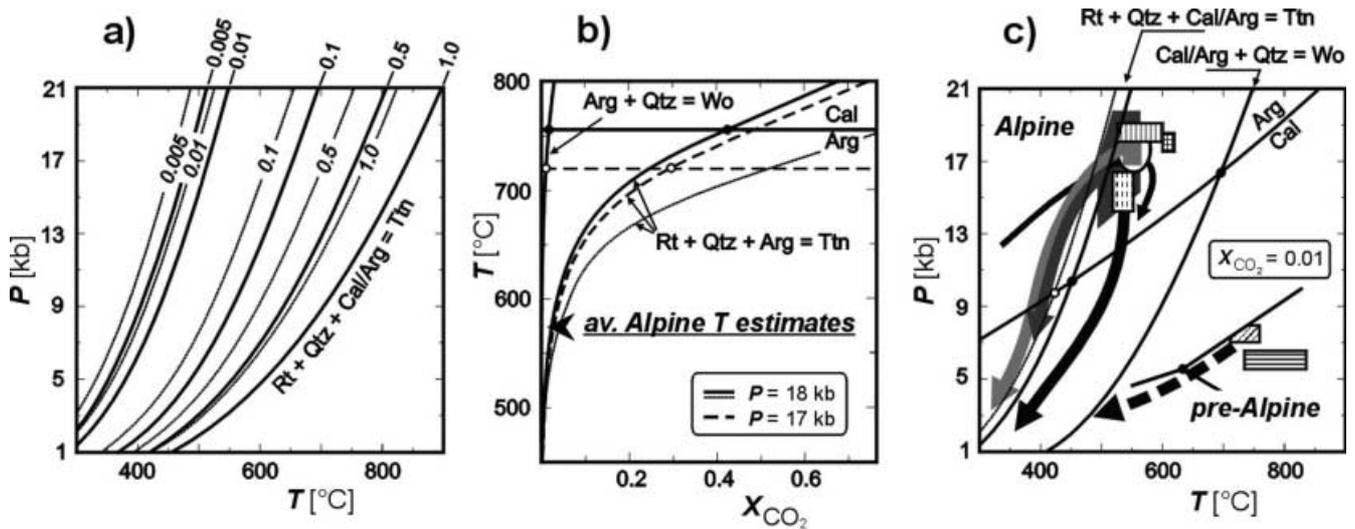 a)
0.005
0.01
0.1
0.5
1.0
21
17
13
9
5
1
P [kb]
0.005
0.01
0.1
0.5
1.0
Rt + Qtz + Cal/Arg = Ttn
400
600
800
T [°C]
b)
800
700
600
500
T [°C]
Arg + Qtz = Wo
Cal
Arg
Rt + Qtz + Arg = Ttn
av. Alpine T estimates
P = 18 kb
P = 17 kb
0.2
0.4
0.6
XCO2
c)
Rt + Qtz + Cal/Arg = Ttn
Cal/Arg + Qtz = Wo
21
17
13
9
5
1
P [kb]
Alpine
Arg
Cal
XCO2 = 0.01
pre-Alpine
400
600
800
T [°C]